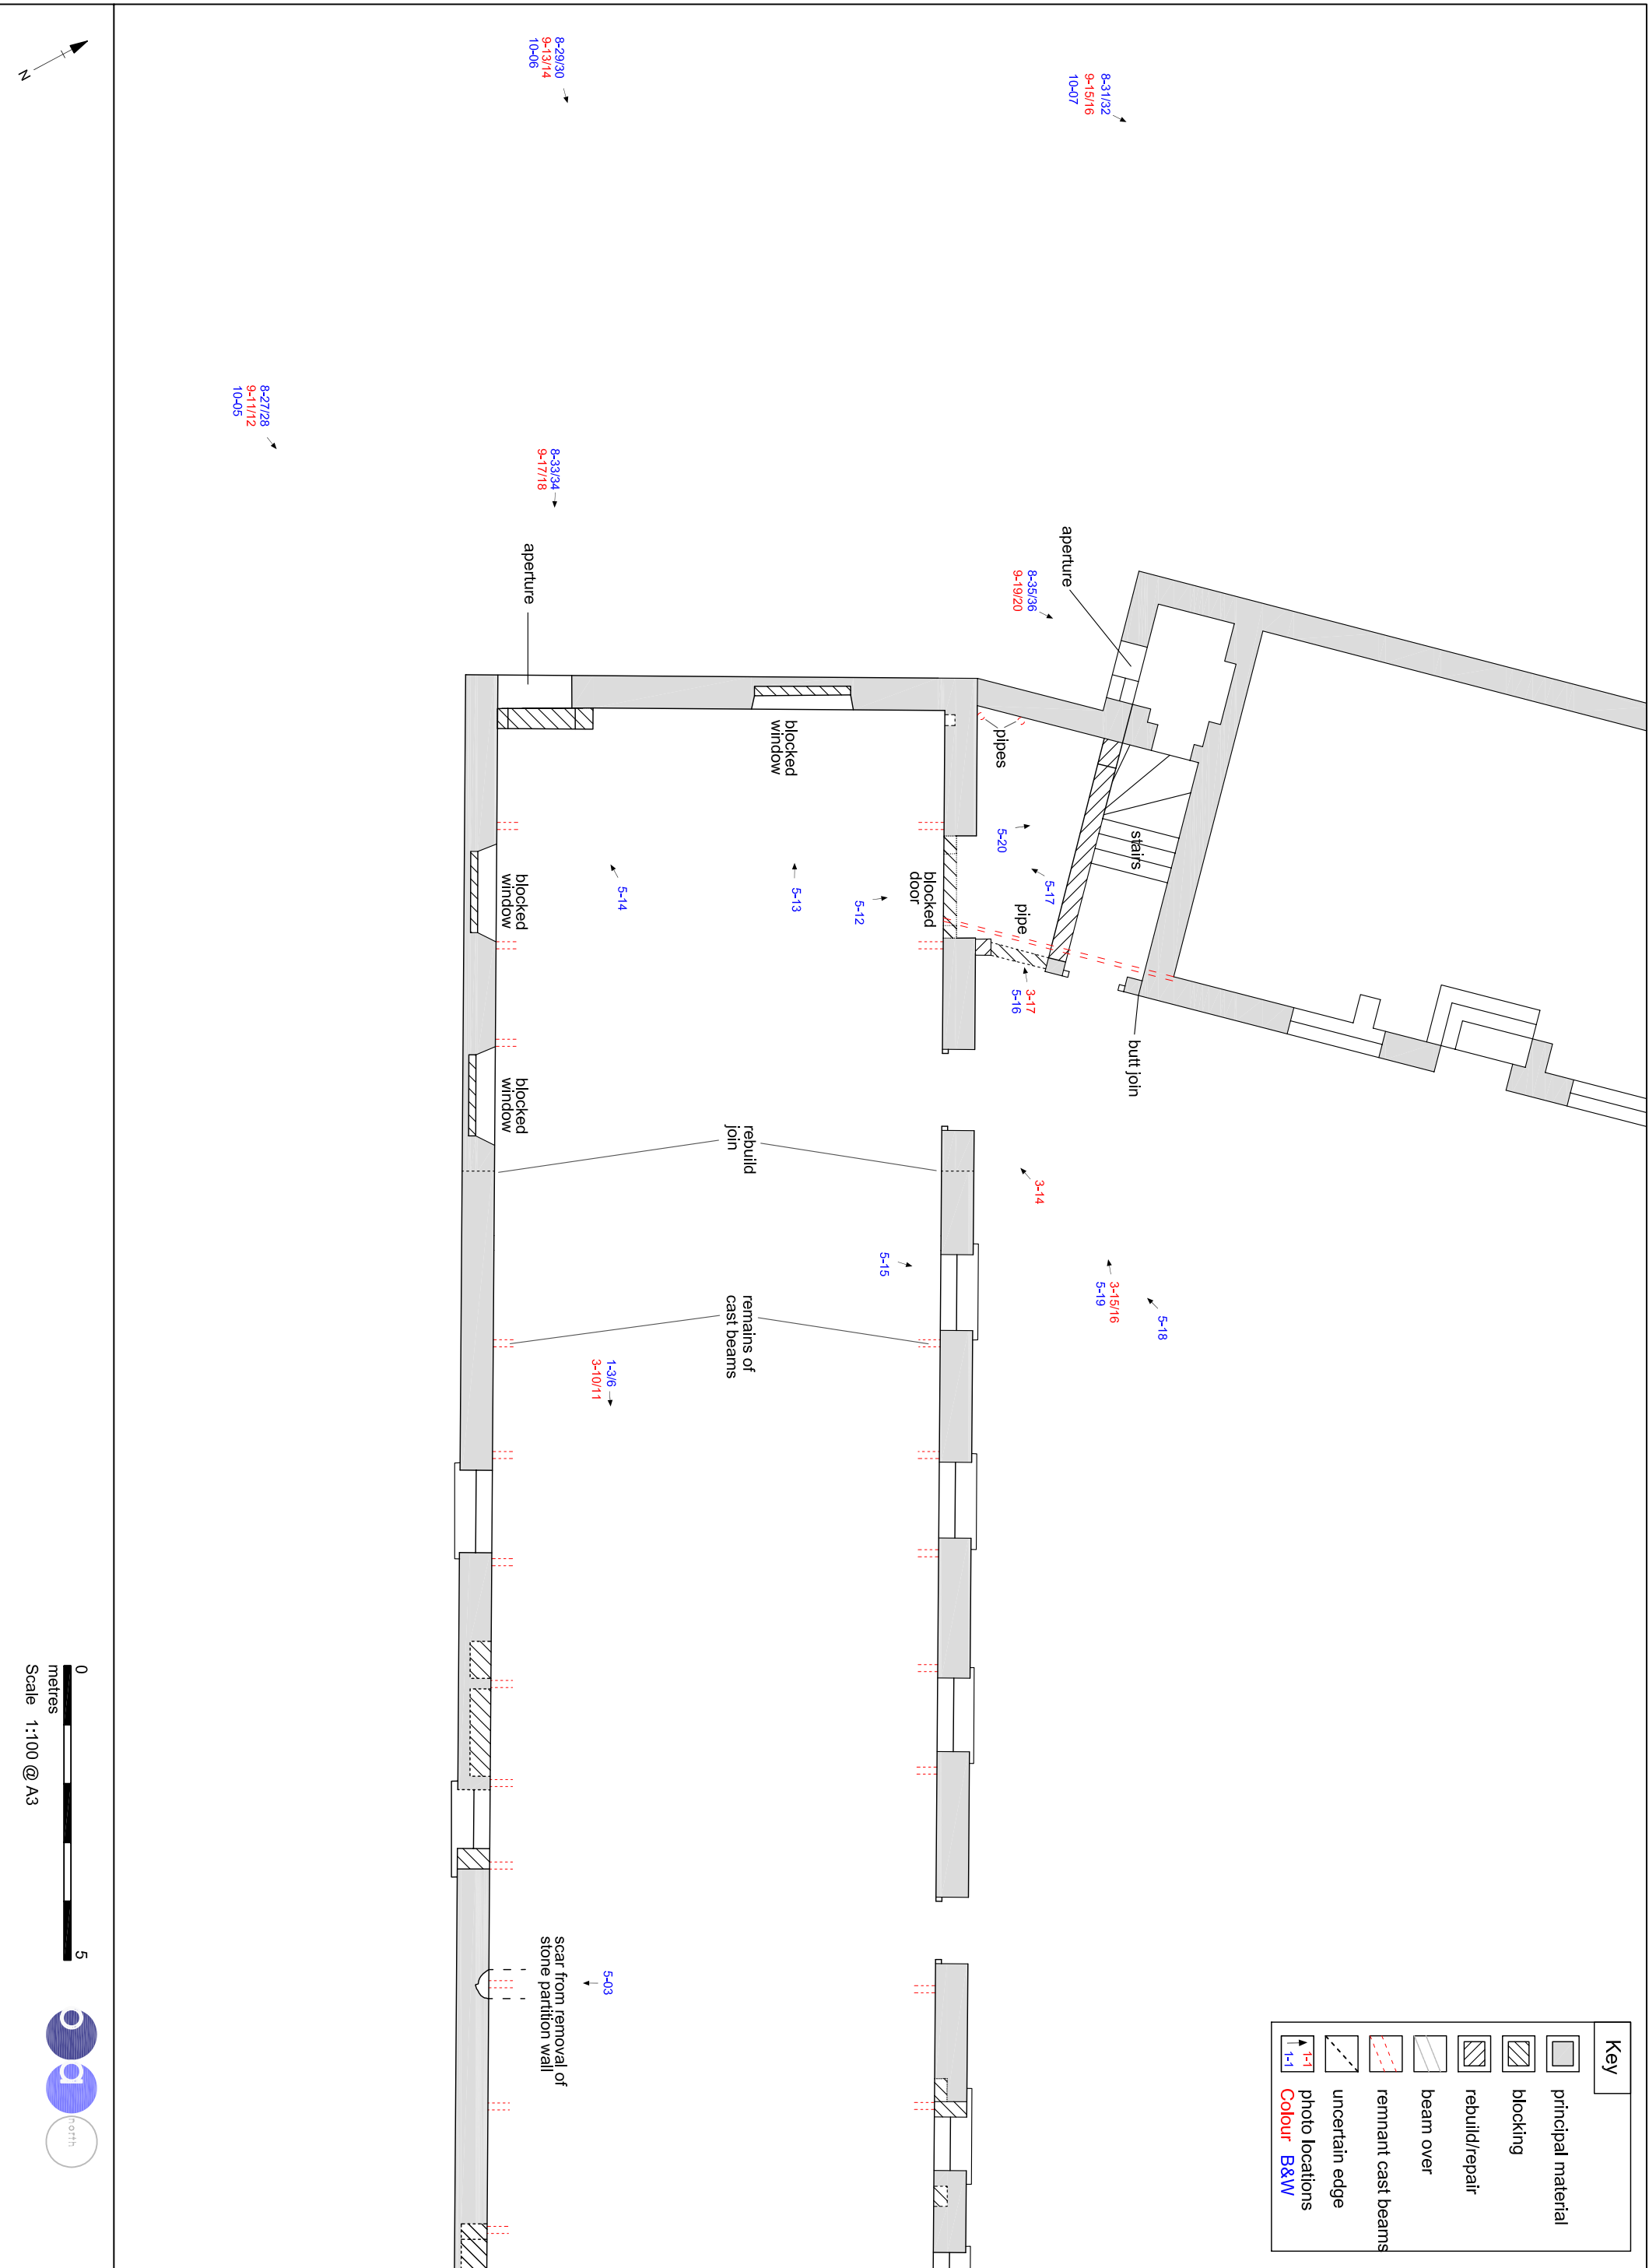 Key
principal material
blocking
rebuild/repair
beam over
remnant cast beams
uncertain edge
1-1
1-1
photo locations
Colour B&W
8-31/32
9-15/16
10-07
8-29/30
9-13/14
10-06
N
8-27/28
9-11/12
10-05
8-33/34
9-17/18
aperture
8-35/36
9-19/20
aperture
stairs
pipes
5-20
5-17
pipe
3-17
5-16
butt join
blocked
window
blocked
door
5-12
5-13
5-14
blocked
window
blocked
window
rebuild
join
3-14
3-15/16
5-19
5-18
5-15
remains of
cast beams
1-3/6
3-10/11
5-03
scar from removal of
stone partition wall
0
5
metres
Scale 1:100 @ A3
oa
north